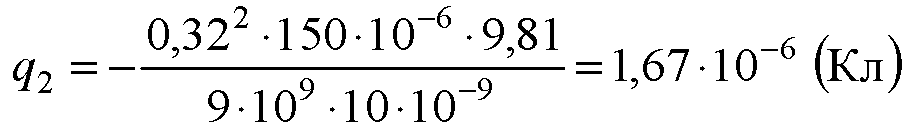 q₂ = −(0,32² · 150 · 10⁻⁶ · 9,81)/(9 · 10⁹ · 10 · 10⁻⁹) = 1,67 · 10⁻⁶ (Кл)